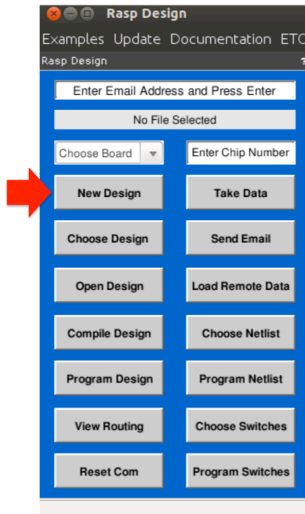 Rasp Design
Examples Update Documentation ETC
Rasp Design ?
Enter Email Address and Press Enter
No File Selected
Choose Board Enter Chip Number
New Design Take Data
Choose Design Send Email
Open Design Load Remote Data
Compile Design Choose Netlist
Program Design Program Netlist
View Routing Choose Switches
Reset Com Program Switches